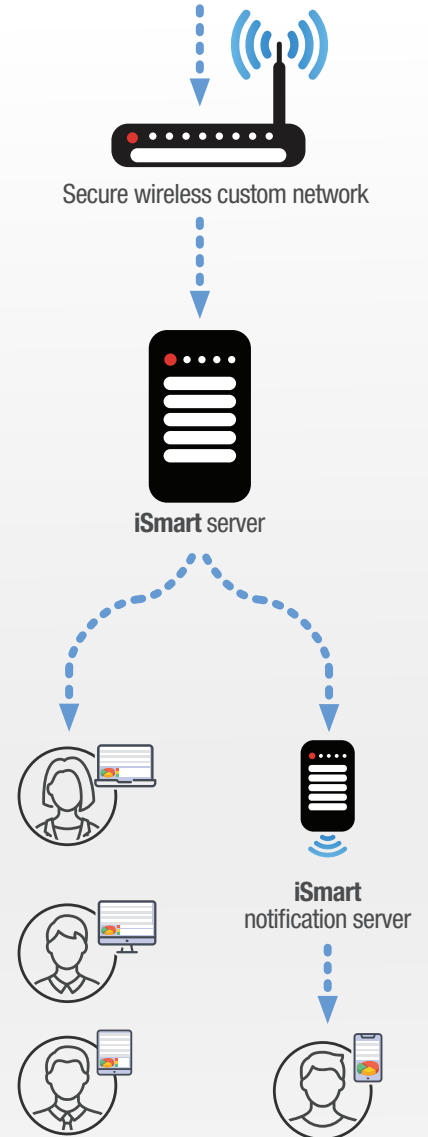 Secure wireless custom network
iSmart server
iSmart
notification server